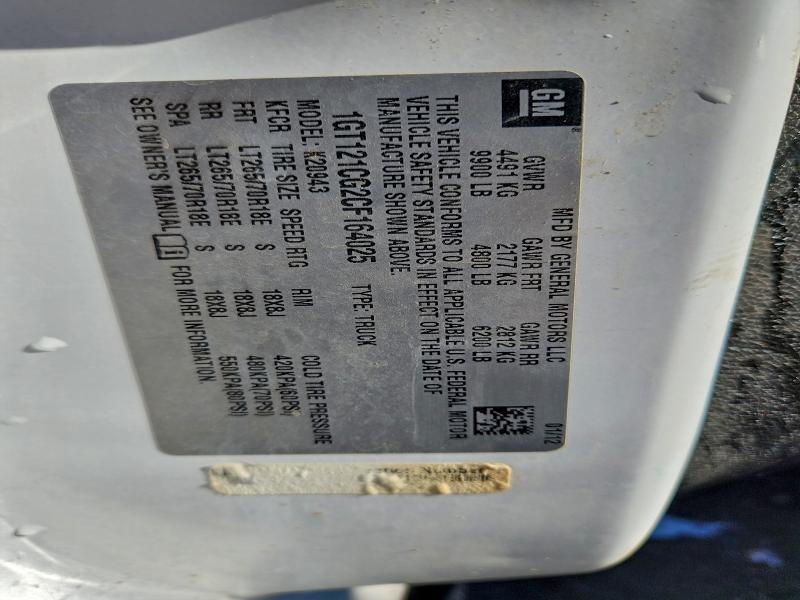 GM
MFD BY GENERAL MOTORS LLC 01/12
GVWR GAWR FRT GAWR RR
4491 KG 2177 KG 2812 KG
9900 LB 4800 LB 6200 LB
THIS VEHICLE CONFORMS TO ALL APPLICABLE U.S. FEDERAL MOTOR
VEHICLE SAFETY STANDARDS IN EFFECT ON THE DATE OF
MANUFACTURE SHOWN ABOVE.
1GT121CG2CF164025 TYPE: TRUCK
MODEL: K20943
KFCR TIRE SIZE SPEED RTG RIM COLD TIRE PRESSURE
FRT LT265/70R18E S 18X8J 420KPA(60PSI)
RR LT265/70R18E S 18X8J 480KPA(70PSI)
SPA LT265/70R18E S 18X8J 550KPA(80PSI)
SEE OWNER'S MANUAL FOR MORE INFORMATION.